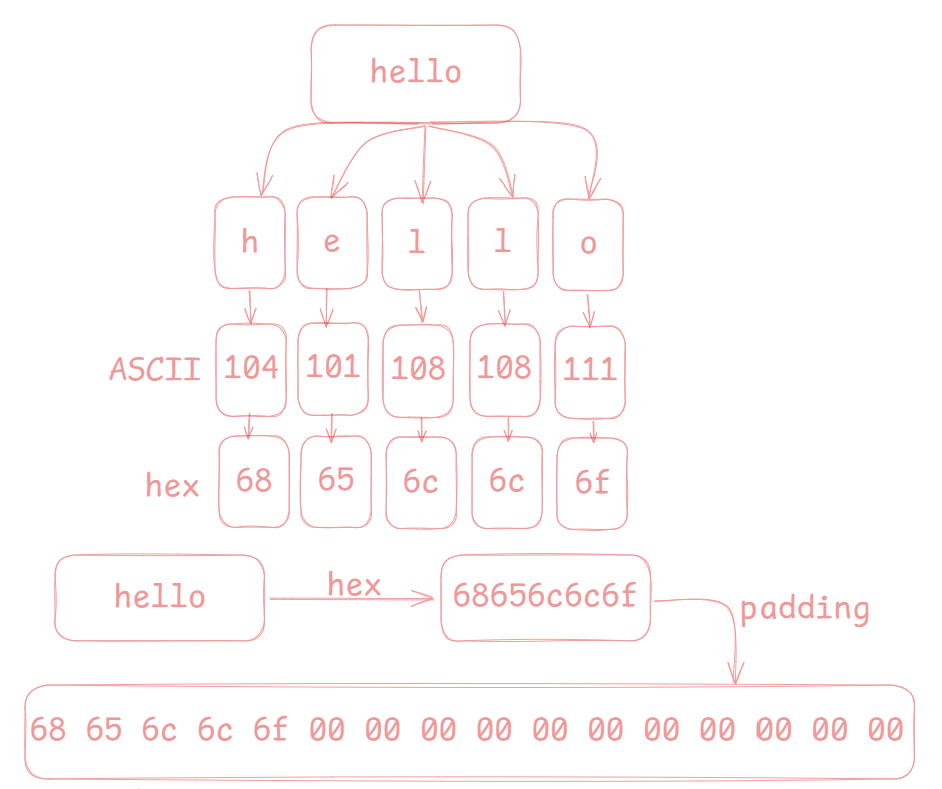 hello
h e l l o
ASCII 104 101 108 108 111
hex 68 65 6c 6c 6f
hello hex 68656c6c6f padding
68 65 6c 6c 6f 00 00 00 00 00 00 00 00 00 00 00